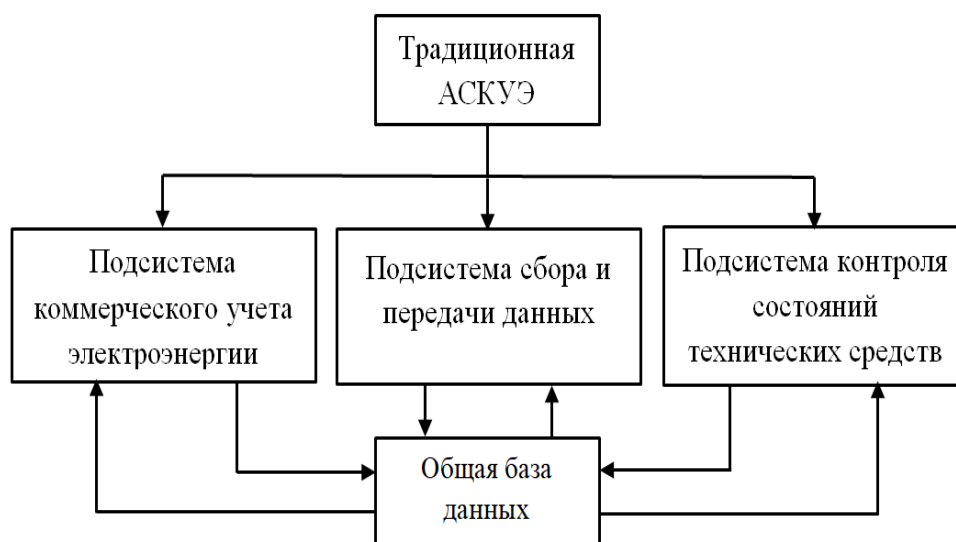 Традиционная
АСКУЭ
Подсистема
коммерческого учета
электроэнергии
Подсистема сбора и
передачи данных
Подсистема контроля
состояний
технических средств
Общая база
данных